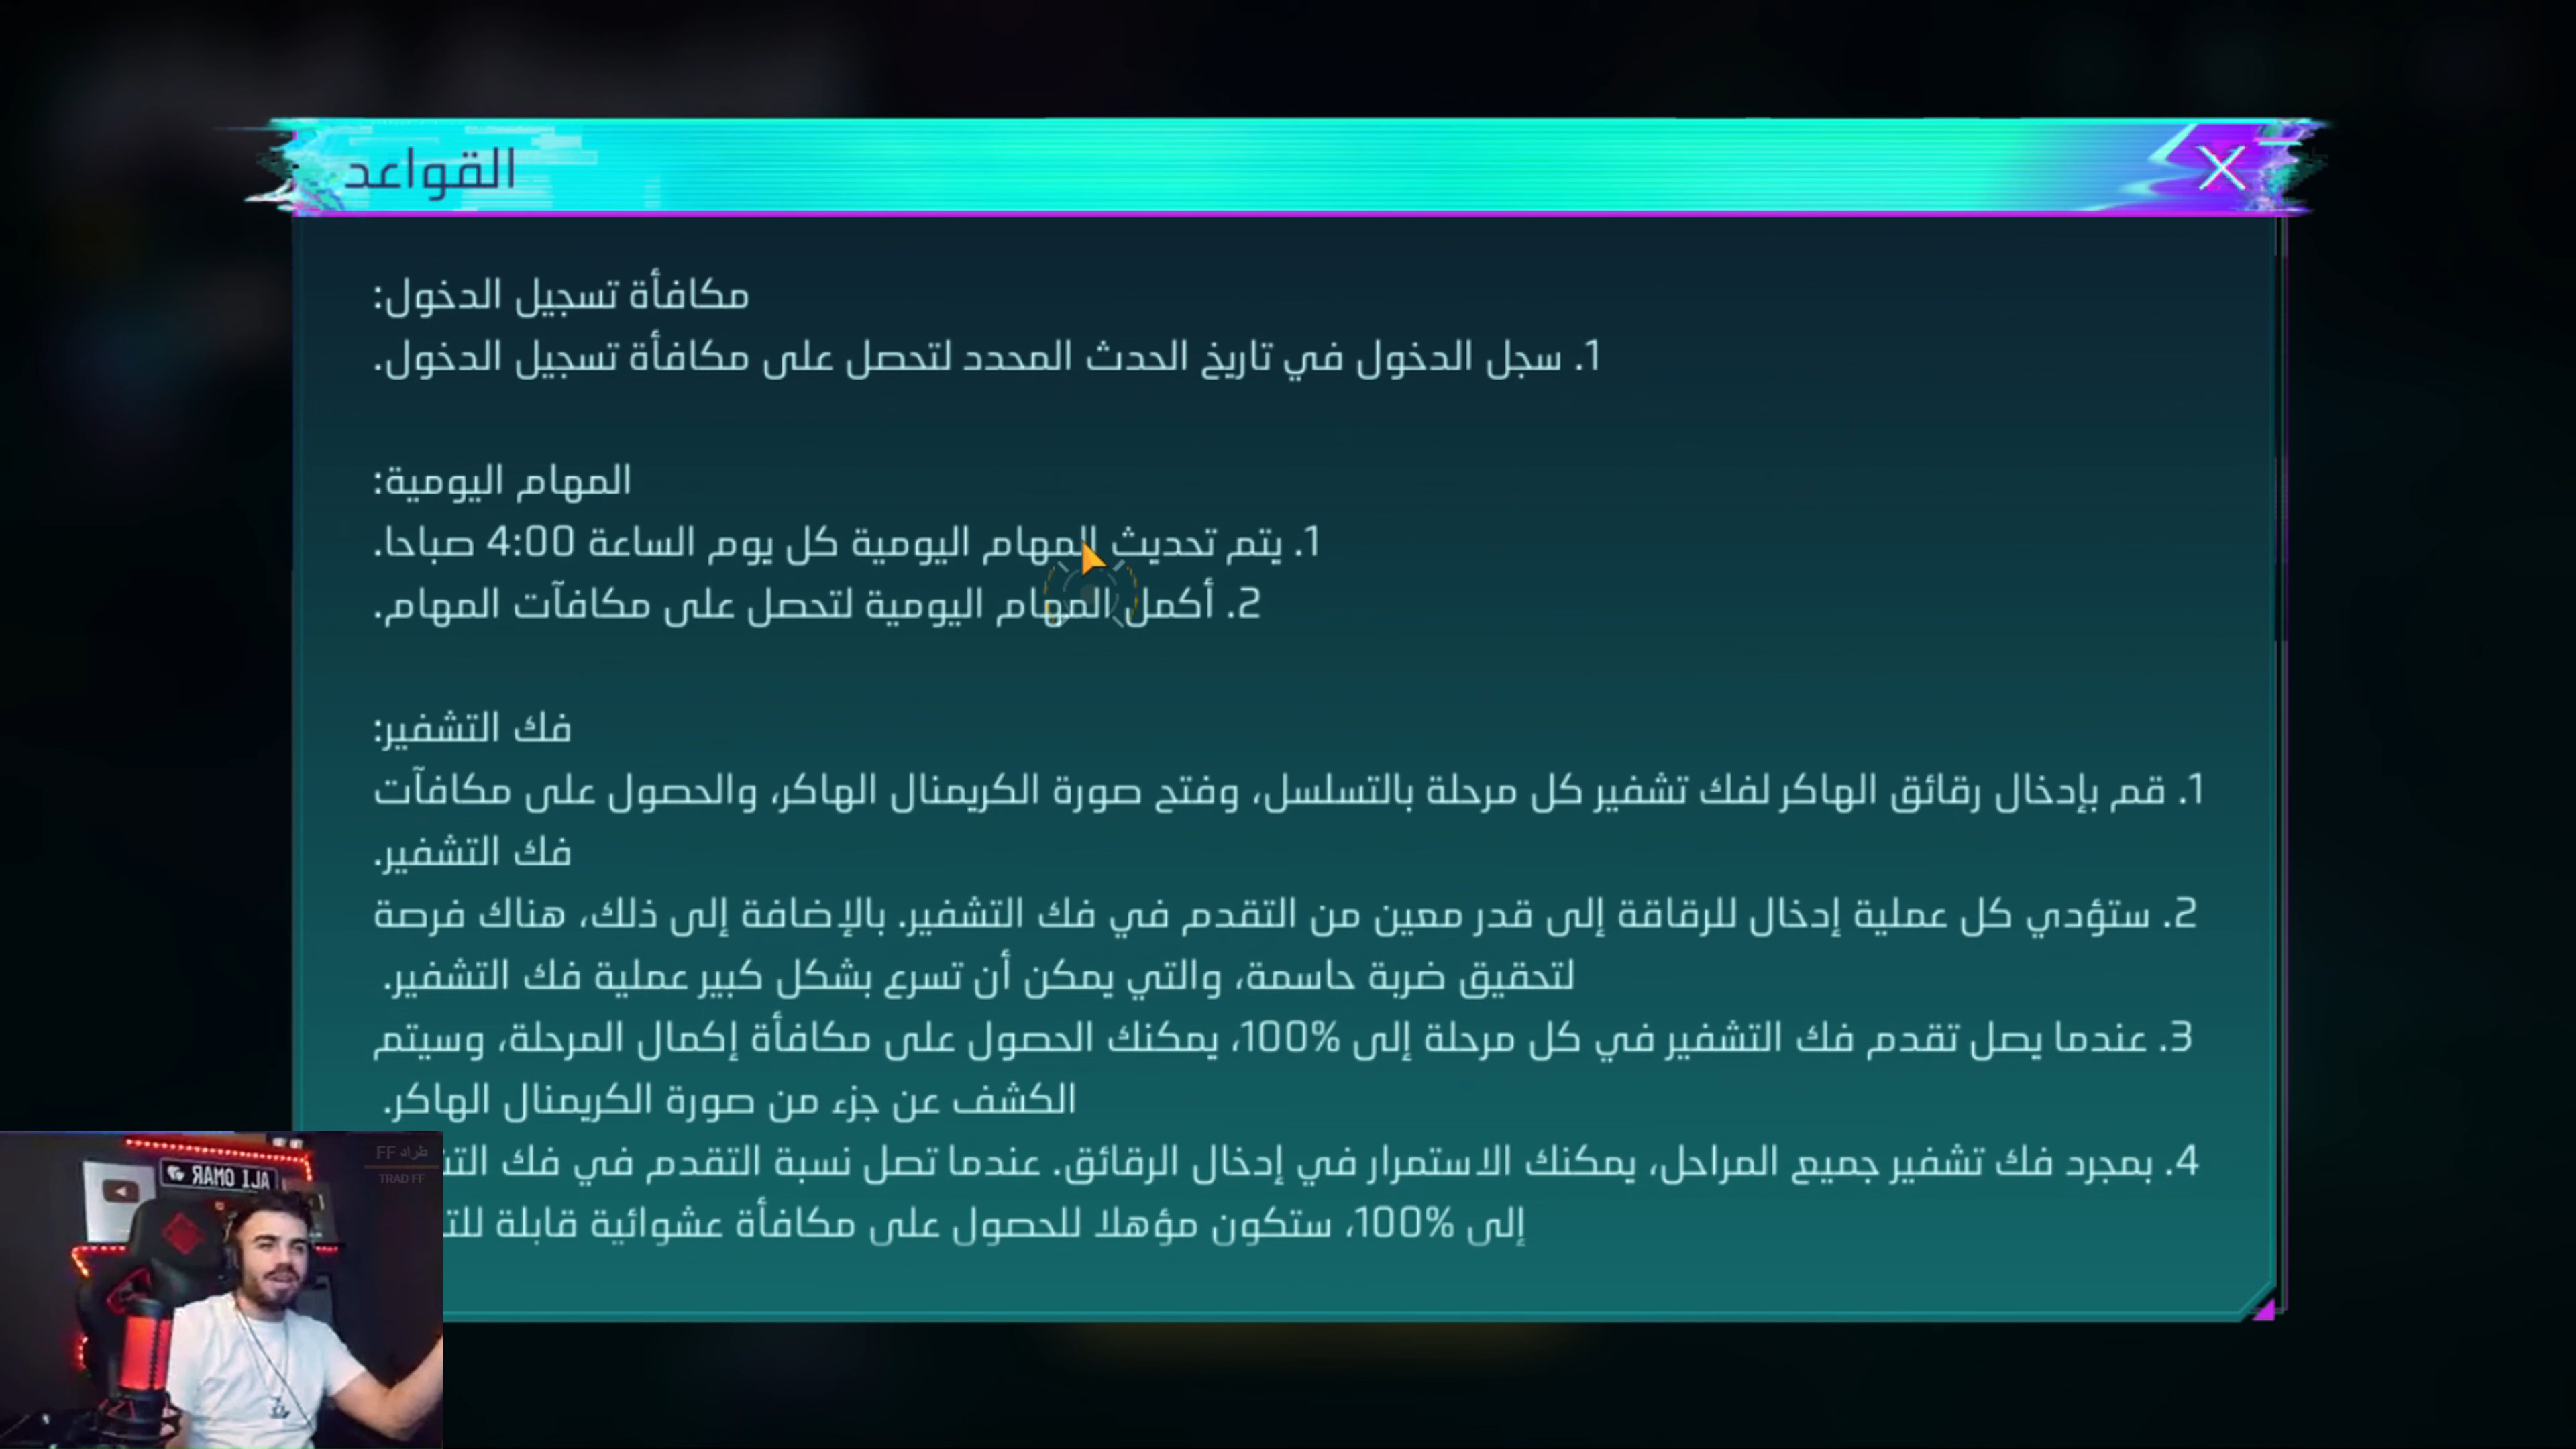 القواعد
مكافأة تسجيل الدخول:
1. سجل الدخول في تاريخ الحدث المحدد لتحصل على مكافأة تسجيل الدخول.
المهام اليومية:
1. يتم تحديث المهام اليومية كل يوم الساعة 4:00 صباحا.
2. أكمل المهام اليومية لتحصل على مكافآت المهام.
فك التشفير:
1. قم بإدخال رقائق الهاكر لفك تشفير كل مرحلة بالتسلسل، وفتح صورة الكريمنال الهاكر، والحصول على مكافآت
فك التشفير.
2. ستؤدي كل عملية إدخال للرقاقة إلى قدر معين من التقدم في فك التشفير. بالإضافة إلى ذلك، هناك فرصة
لتحقيق ضربة حاسمة، والتي يمكن أن تسرع بشكل كبير عملية فك التشفير.
3. عندما يصل تقدم فك التشفير في كل مرحلة إلى 100%، يمكنك الحصول على مكافأة إكمال المرحلة، وسيتم
الكشف عن جزء من صورة الكريمنال الهاكر.
4. بمجرد فك تشفير جميع المراحل، يمكنك الاستمرار في إدخال الرقائق. عندما تصل نسبة التقدم في فك
إلى 100%، ستكون مؤهلا للحصول على مكافأة عشوائية قابلة
طراد FF
TRAD FF
ALI OMAR